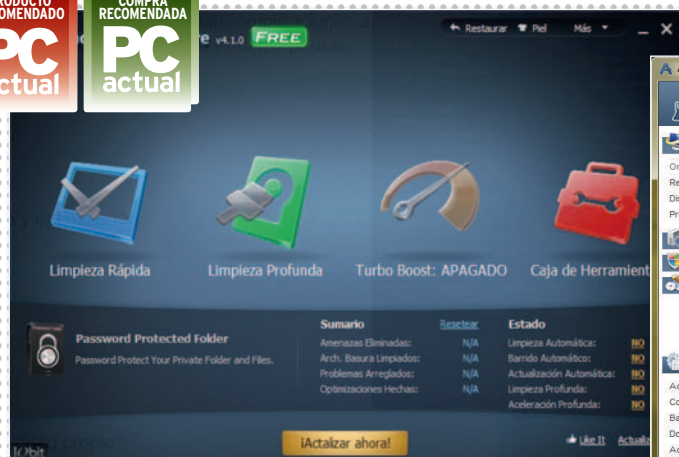 PRODUCTO
RECOMENDADO
PC
actual
COMPRA
RECOMENDADA
PC
actual
v4.1.0 FREE
Restaurar Piel Más
Limpieza Rápida
Limpieza Profunda
Turbo Boost: APAGADO
Caja de Herramient
Password Protected Folder
Password Protect Your Private Folder and Files.
Sumario Resetear
Amenazas Eliminadas: N/A
Arch. Basura Limpiados: N/A
Problemas Arreglados: N/A
Optimizaciones Hechas: N/A
Estado
Limpieza Automática: NO
Barrido Automático: NO
Actualización Automática: NO
Limpieza Profunda: NO
Aceleración Profunda: NO
IObit
¡Actalizar ahora!
Like It Actualiz